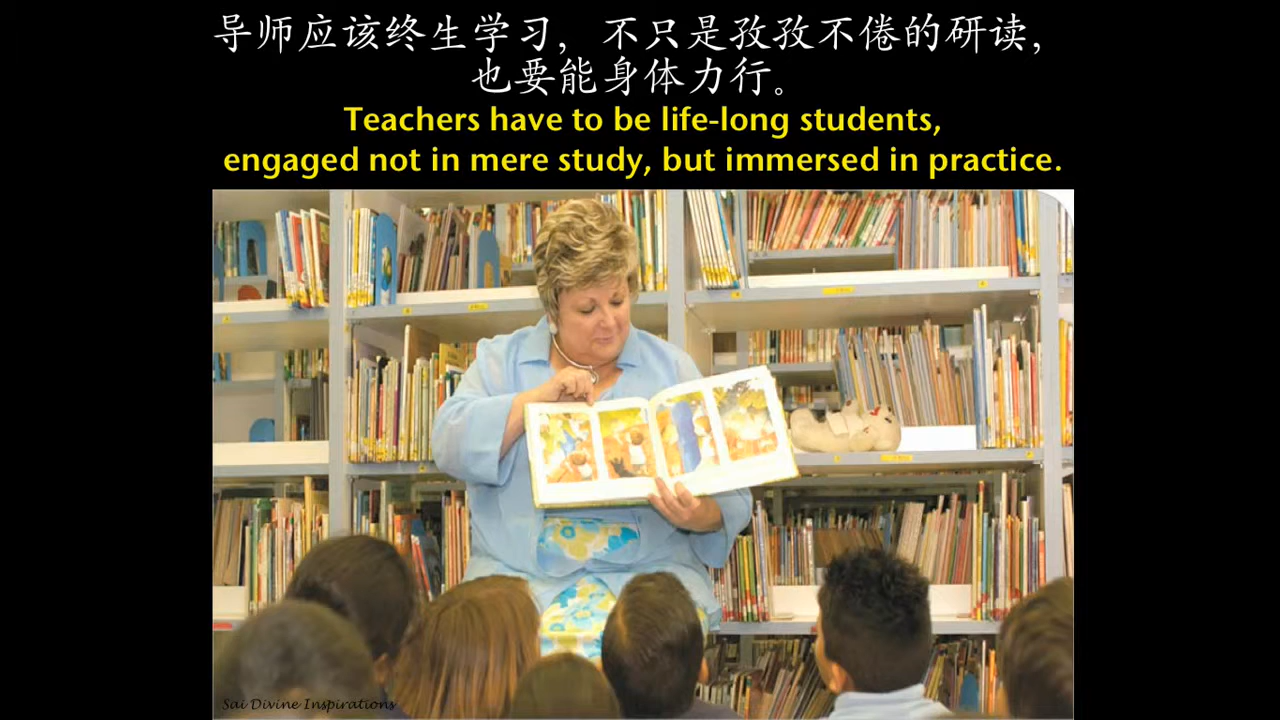 导师应该终生学习，不只是孜孜不倦的研读，
也要能身体力行。
Teachers have to be life-long students,
engaged not in mere study, but immersed in practice.
Sai Divine Inspirations